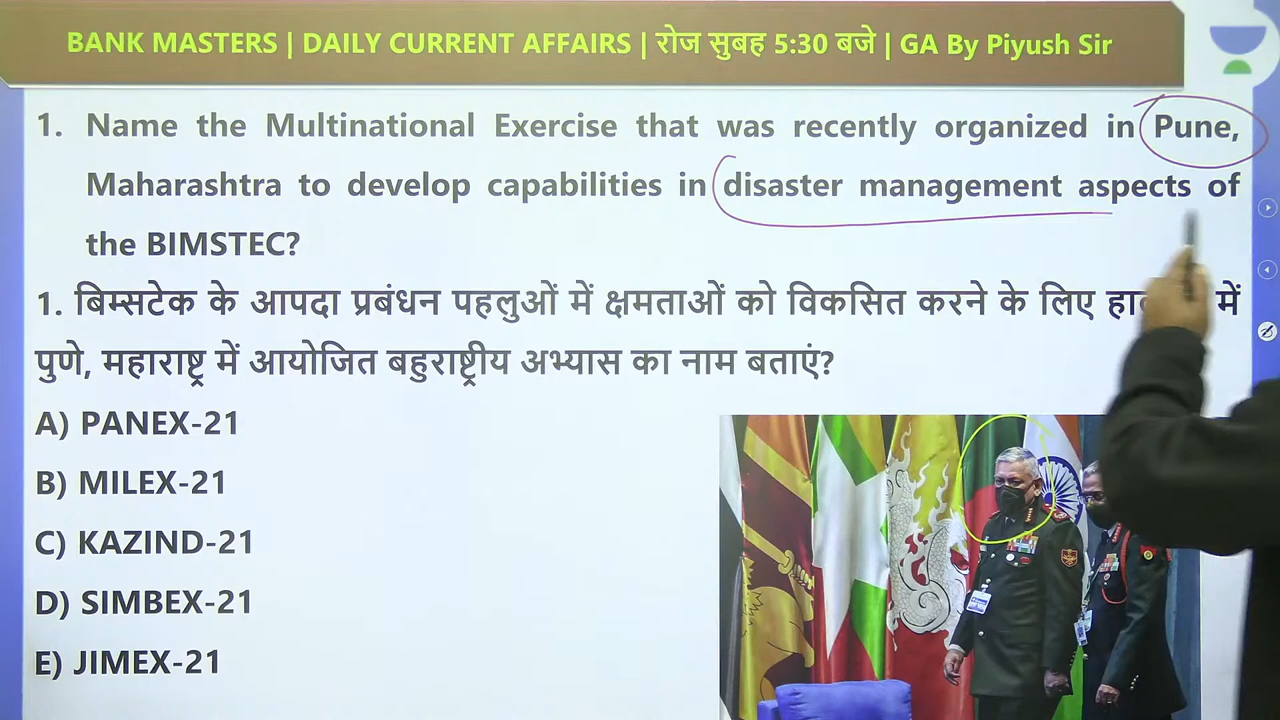 BANK MASTERS | DAILY CURRENT AFFAIRS | रोज सुबह 5:30 बजे | GA By Piyush Sir
1. Name the Multinational Exercise that was recently organized in Pune,
Maharashtra to develop capabilities in disaster management aspects of
the BIMSTEC?
1. बिम्सटेक के आपदा प्रबंधन पहलुओं में क्षमताओं को विकसित करने के लिए में
पुणे, महाराष्ट्र में आयोजित बहुराष्ट्रीय अभ्यास का नाम बताएं?
A) PANEX-21
B) MILEX-21
C) KAZIND-21
D) SIMBEX-21
E) JIMEX-21